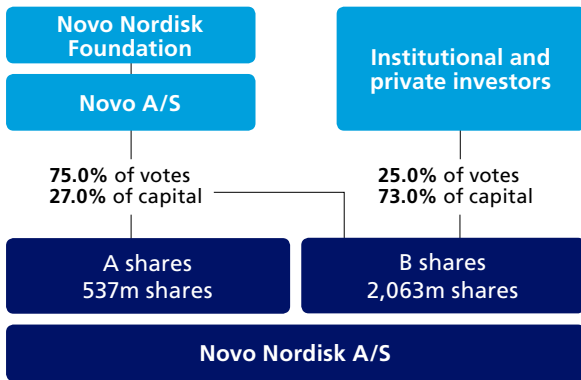 Novo Nordisk
Foundation
Novo A/S
Institutional and
private investors
75.0% of votes
27.0% of capital
25.0% of votes
73.0% of capital
A shares
537m shares
B shares
2,063m shares
Novo Nordisk A/S